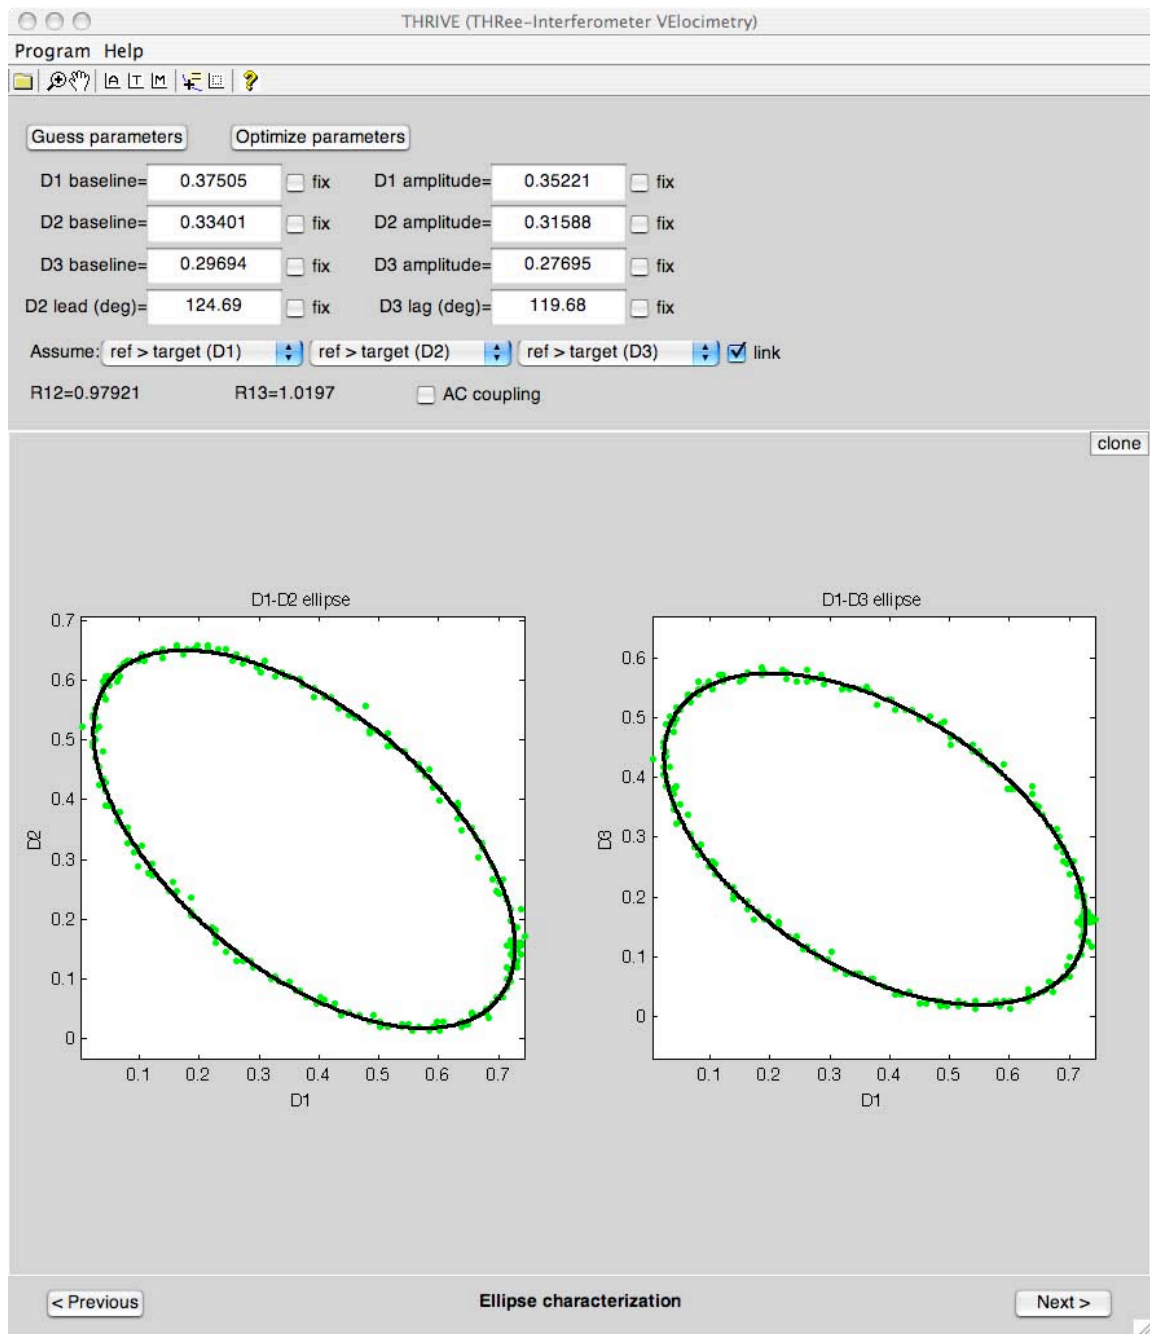 THRIVE (THRee-Interferometer VElocimetry)
Program Help
A T M
Guess parameters Optimize parameters
D1 baseline= 0.37505 fix D1 amplitude= 0.35221 fix
D2 baseline= 0.33401 fix D2 amplitude= 0.31588 fix
D3 baseline= 0.29694 fix D3 amplitude= 0.27695 fix
D2 lead (deg)= 124.69 fix D3 lag (deg)= 119.68 fix
Assume: ref > target (D1) ref > target (D2) ref > target (D3) link
R12=0.97921 R13=1.0197 AC coupling
clone
D1-D2 ellipse
0.7
0.6
0.5
0.4
0.3
0.2
0.1
0
D2
0.1 0.2 0.3 0.4 0.5 0.6 0.7
D1
D1-D3 ellipse
0.6
0.5
0.4
0.3
0.2
0.1
0
D3
0.1 0.2 0.3 0.4 0.5 0.6 0.7
D1
< Previous Ellipse characterization Next >